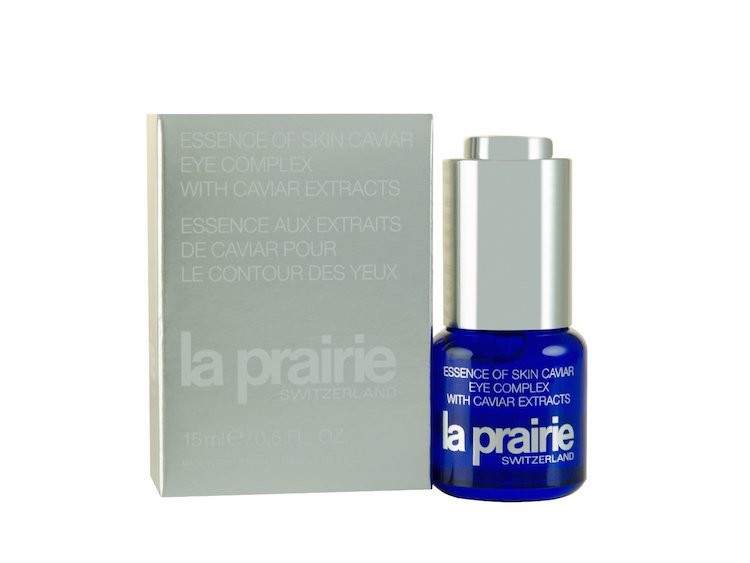 ESSENCE OF SKIN CAVIAR
EYE COMPLEX
WITH CAVIAR EXTRACTS
ESSENCE AUX EXTRAITS
DE CAVIAR POUR
LE CONTOUR DES YEUX
la prairie
SWITZERLAND
15 ml ℮ / 0,5 FL. OZ.
ESSENCE OF SKIN CAVIAR
EYE COMPLEX
WITH CAVIAR EXTRACTS
la prairie
SWITZERLAND